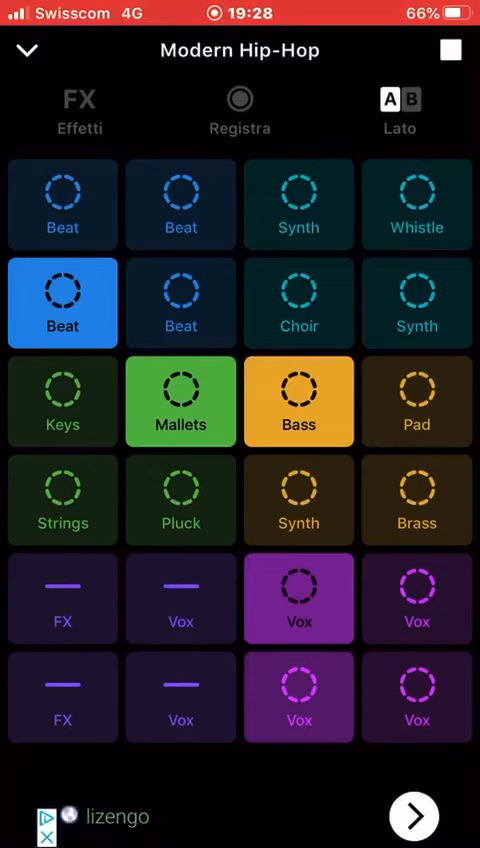 Swisscom 4G 19:28 66%
Modern Hip-Hop
FX A B
Effetti Registra Lato
Beat Beat Synth Whistle
Beat Beat Choir Synth
Keys Mallets Bass Pad
Strings Pluck Synth Brass
FX Vox Vox Vox
FX Vox Vox Vox
lizengo